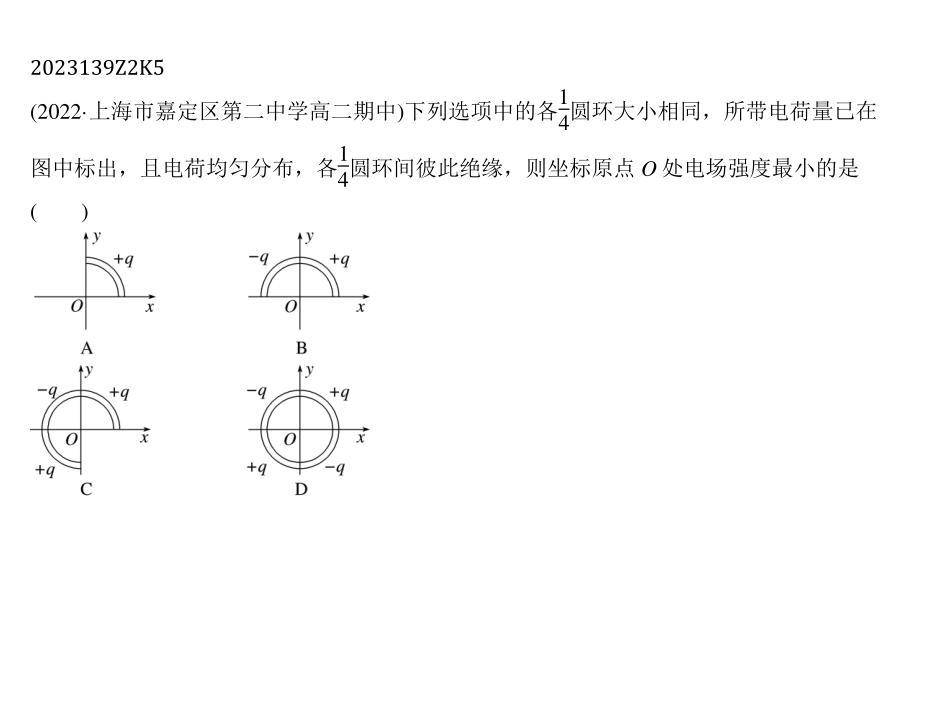 2023139Z2K5
(2022·上海市嘉定区第二中学高二期中)下列选项中的各1/4圆环大小相同，所带电荷量已在
图中标出，且电荷均匀分布，各1/4圆环间彼此绝缘，则坐标原点 O 处电场强度最小的是
(　　)
y +q O x
A
−q y +q O x
B
−q y +q O x +q
C
−q y +q O x +q −q
D